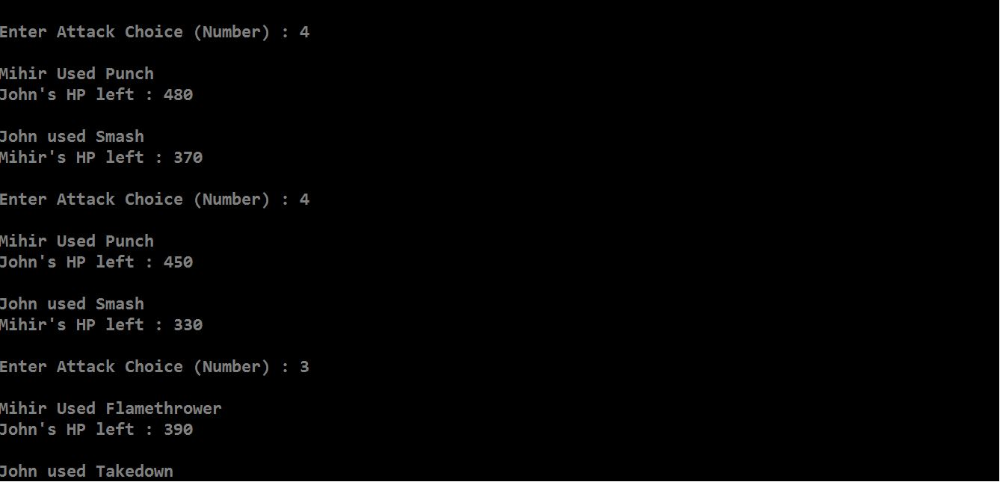 Enter Attack Choice (Number) : 4
Mihir Used Punch
John's HP left : 480
John used Smash
Mihir's HP left : 370
Enter Attack Choice (Number) : 4
Mihir Used Punch
John's HP left : 450
John used Smash
Mihir's HP left : 330
Enter Attack Choice (Number) : 3
Mihir Used Flamethrower
John's HP left : 390
John used Takedown